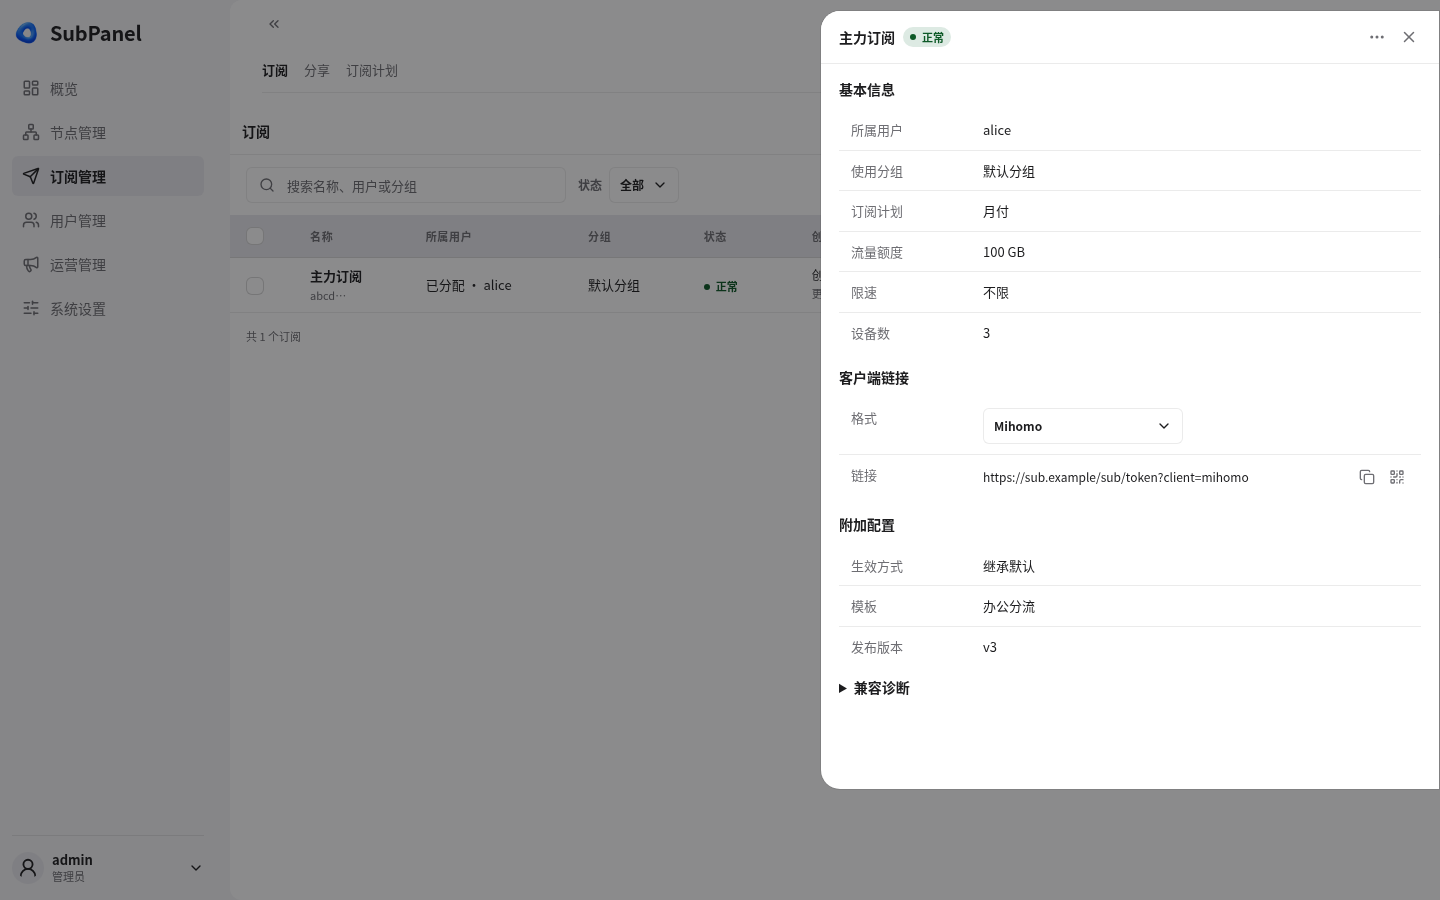 SubPanel
概览
节点管理
订阅管理
用户管理
运营管理
系统设置
admin
管理员
订阅 分享 订阅计划
订阅
搜索名称、用户或分组 状态 全部
名称 所属用户 分组 状态 创
主力订阅 已分配 · alice 默认分组 正常 创
abcd··· 更
共 1 个订阅
主力订阅 正常
基本信息
所属用户 alice
使用分组 默认分组
订阅计划 月付
流量额度 100 GB
限速 不限
设备数 3
客户端链接
格式 Mihomo
链接 https://sub.example/sub/token?client=mihomo
附加配置
生效方式 继承默认
模板 办公分流
发布版本 v3
兼容诊断